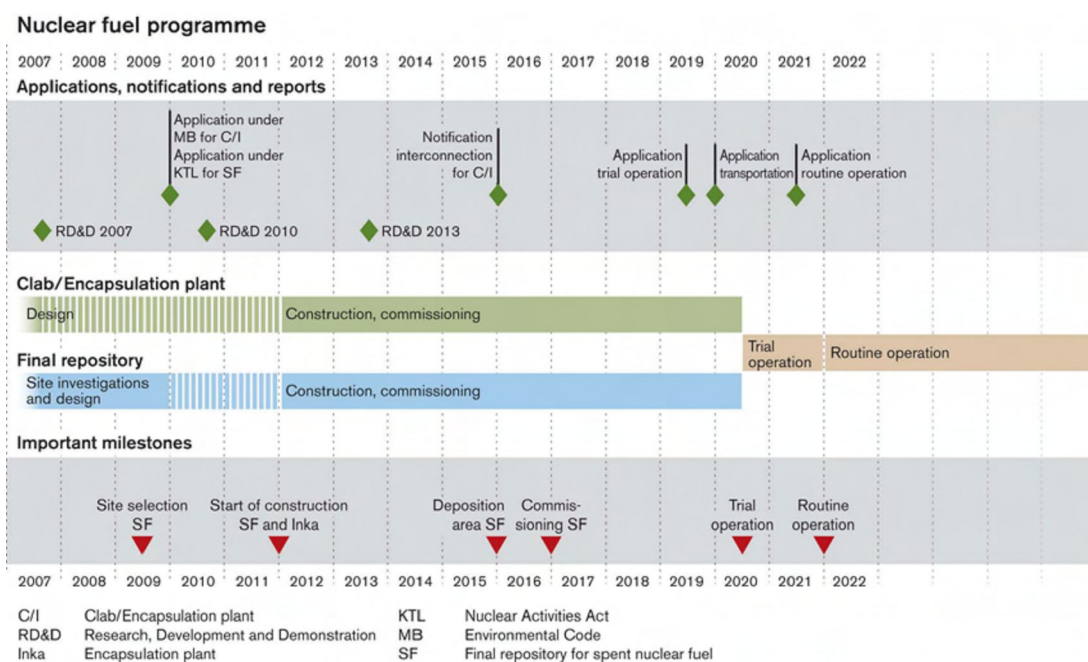 Nuclear fuel programme
2007 2008 2009 2010 2011 2012 2013 2014 2015 2016 2017 2018 2019 2020 2021 2022
Applications, notifications and reports
Application under
MB for C/I
Application under
KTL for SF
Notification
interconnection
for C/I
Application
trial operation
Application
transportation
Application
routine operation
RD&D 2007
RD&D 2010
RD&D 2013
Clab/Encapsulation plant
Design
Construction, commissioning
Trial
operation
Routine operation
Final repository
Site investigations
and design
Construction, commissioning
Important milestones
Site selection
SF
Start of construction
SF and Inka
Deposition
area SF
Commis-
sioning SF
Trial
operation
Routine
operation
2007 2008 2009 2010 2011 2012 2013 2014 2015 2016 2017 2018 2019 2020 2021 2022
C/I Clab/Encapsulation plant KTL Nuclear Activities Act
RD&D Research, Development and Demonstration MB Environmental Code
Inka Encapsulation plant SF Final repository for spent nuclear fuel